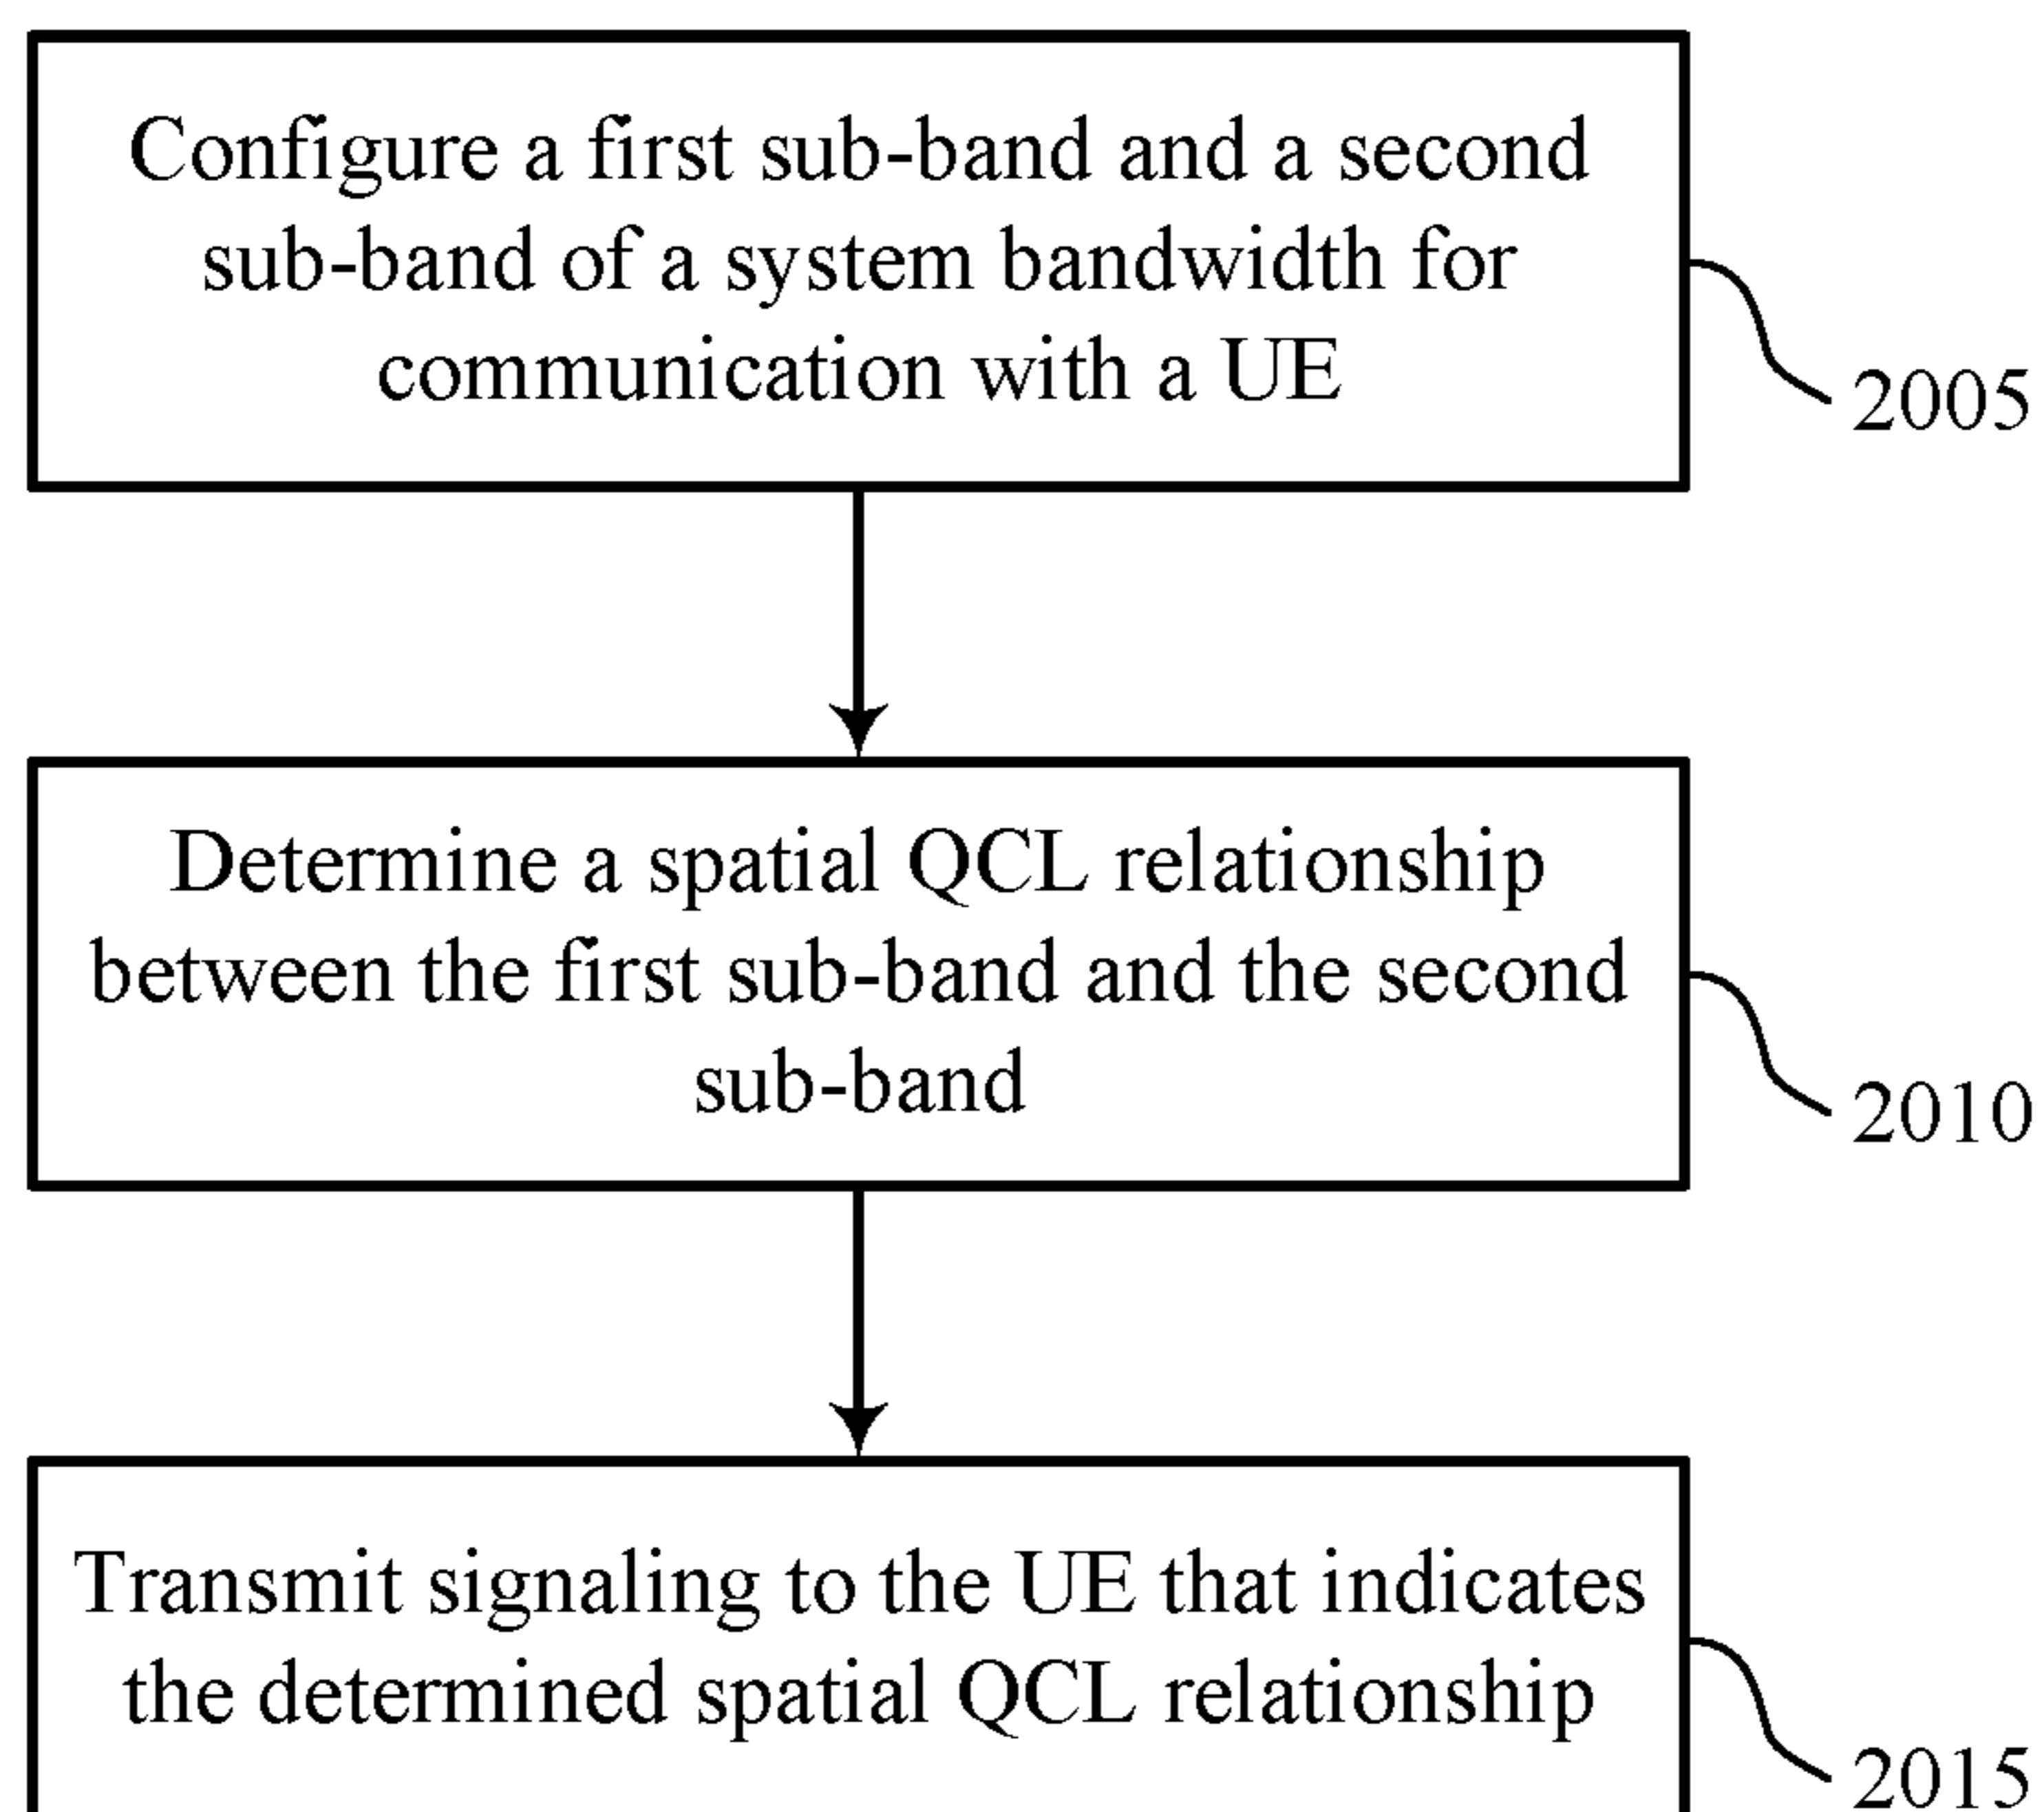 Configure a first sub-band and a second
sub-band of a system bandwidth for
communication with a UE
2005
Determine a spatial QCL relationship
between the first sub-band and the second
sub-band
2010
Transmit signaling to the UE that indicates
the determined spatial QCL relationship
2015